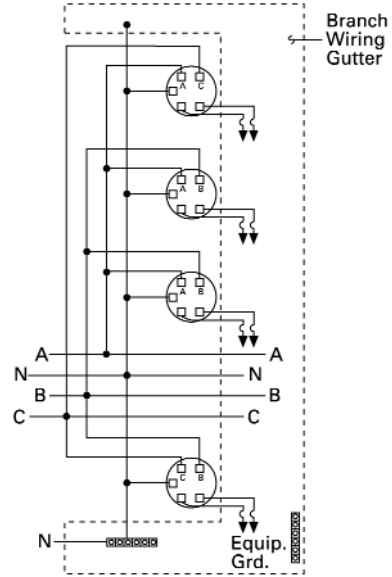 Branch
Wiring
Gutter
A C
A B
A B
A A
N N
B B
C C
C B
N
Equip.
Grd.